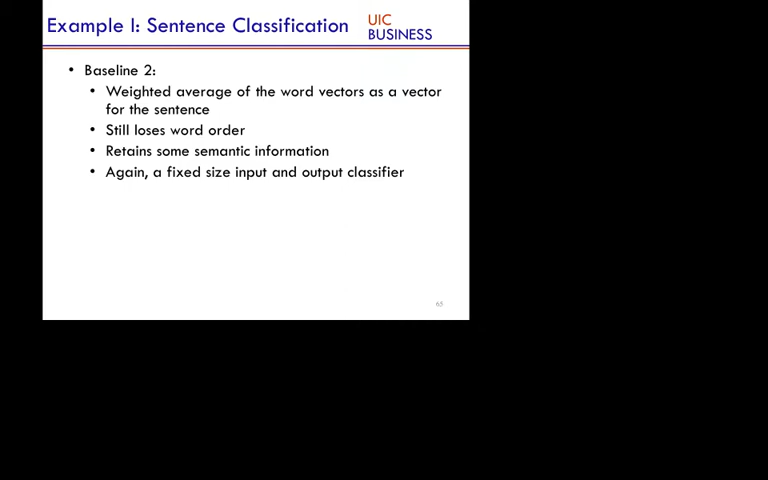 Example I: Sentence Classification
UIC
BUSINESS
• Baseline 2:
• Weighted average of the word vectors as a vector
for the sentence
• Still loses word order
• Retains some semantic information
• Again, a fixed size input and output classifier
65